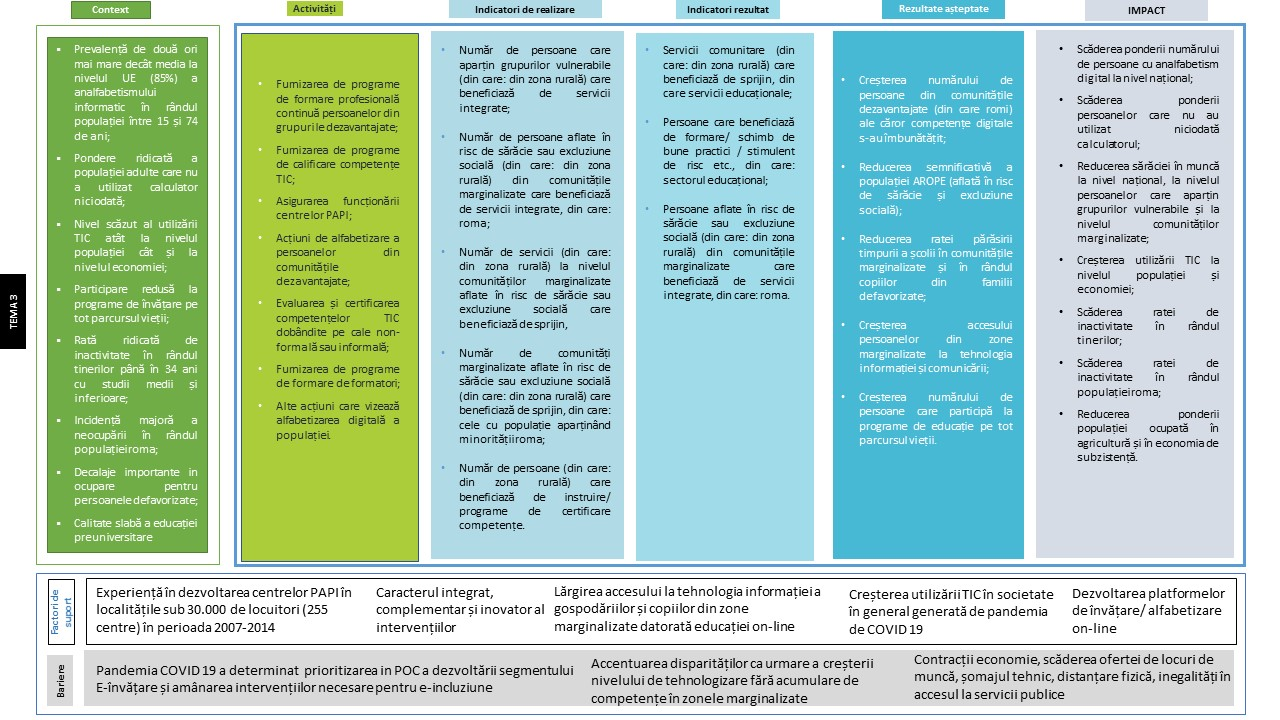 Context
Activități
Indicatori de realizare
Indicatori rezultat
Rezultate așteptate
IMPACT
TEMA 3
▪ Prevalență de două ori
mai mare decât media la
nivelul UE (85%) a
analfabetismului
informatic în rândul
populației între 15 și 74
de ani;
▪ Pondere ridicată a
populației adulte care nu
a utilizat calculator
niciodată;
▪ Nivel scăzut al utilizării
TIC atât la nivelul
populației cât și la
nivelul economiei;
▪ Participare redusă la
programe de învățare pe
tot parcursul vieții;
▪ Rată ridicată de
inactivitate în rândul
tinerilor până în 34 ani
cu studii medii și
inferioare;
▪ Incidență majoră a
neocupării în rândul
populației roma;
▪ Decalaje importante in
ocupare pentru
persoanele defavorizate;
▪ Calitate slabă a educației
preuniversitare
• Furnizarea de programe
de formare profesională
continuă persoanelor din
grupurile dezavantajate;
• Furnizarea de programe
de calificare competențe
TIC;
• Asigurarea funcționării
centrelor PAPI;
• Acțiuni de alfabetizare a
persoanelor din
comunitățile
dezavantajate;
• Evaluarea și certificarea
competențelor TIC
dobândite pe cale non-
formală sau informală;
• Furnizarea de programe
de formare de formatori;
• Alte acțiuni care vizează
alfabetizarea digitală a
populației.
• Număr de persoane care
aparțin grupurilor vulnerabile
(din care: din zona rurală) care
beneficiază de servicii
integrate;
• Număr de persoane aflate în
risc de sărăcie sau excluziune
socială (din care: din zona
rurală) din comunitățile
marginalizate care beneficiază
de servicii integrate, din care:
roma;
• Număr de servicii (din care:
din zona rurală) la nivelul
comunităților marginalizate
aflate în risc de sărăcie sau
excluziune socială care
beneficiază de sprijin,
• Număr de comunități
marginalizate aflate în risc de
sărăcie sau excluziune socială
(din care: din zona rurală) care
beneficiază de sprijin, din care:
cele cu populație aparținând
minorității roma;
• Număr de persoane (din care:
din zona rurală) care
beneficiază de instruire/
programe de certificare
competențe.
• Servicii comunitare (din
care: din zona rurală) care
beneficiază de sprijin, din
care servicii educaționale;
• Persoane care beneficiază
de formare/ schimb de
bune practici / stimulent
de risc etc., din care:
sectorul educațional;
• Persoane aflate în risc de
sărăcie sau excluziune
socială (din care: din zona
rurală) din comunitățile
marginalizate care
beneficiază de servicii
integrate, din care: roma.
• Creșterea numărului de
persoane din comunitățile
dezavantajate (din care romi)
ale căror competențe digitale
s-au îmbunătățit;
• Reducerea semnificativă a
populației AROPE (aflată în risc
de sărăcie și excluziune
socială);
• Reducerea ratei părăsirii
timpurii a școlii în comunitățile
marginalizate și în rândul
copiilor din familii
defavorizate;
• Creșterea accesului
persoanelor din zone
marginalizate la tehnologia
informației și comunicării;
• Creșterea numărului de
persoane care participă la
programe de educație pe tot
parcursul vieții.
• Scăderea ponderii numărului
de persoane cu analfabetism
digital la nivel național;
• Scăderea ponderii
persoanelor care nu au
utilizat niciodată
calculatorul;
• Reducerea sărăciei în muncă
la nivel național, la nivelul
persoanelor care aparțin
grupurilor vulnerabile și la
nivelul comunităților
marginalizate;
• Creșterea utilizării TIC la
nivelul populației și
economiei;
• Scăderea ratei de
inactivitate în rândul
tinerilor;
• Scăderea ratei de
inactivitate în rândul
populației roma;
• Reducerea ponderii
populației ocupată în
agricultură și în economia de
subzistență.
Factori de
suport
Experiență în dezvoltarea centrelor PAPI în
localitățile sub 30.000 de locuitori (255
centre) în perioada 2007-2014
Caracterul integrat,
complementar și inovator al
intervențiilor
Lărgirea accesului la tehnologia informației a
gospodăriilor și copiilor din zone
marginalizate datorată educației on-line
Creșterea utilizării TIC în societate
în general generată de pandemia
de COVID 19
Dezvoltarea platformelor
de învățare/ alfabetizare
on-line
Bariere
Pandemia COVID 19 a determinat prioritizarea in POC a dezvoltării segmentului
E-învățare și amânarea intervențiilor necesare pentru e-incluziune
Accentuarea disparităților ca urmare a creșterii
nivelului de tehnologizare fără acumulare de
competențe în zonele marginalizate
Contracții economie, scăderea ofertei de locuri de
muncă, șomajul tehnic, distanțare fizică, inegalități în
accesul la servicii publice